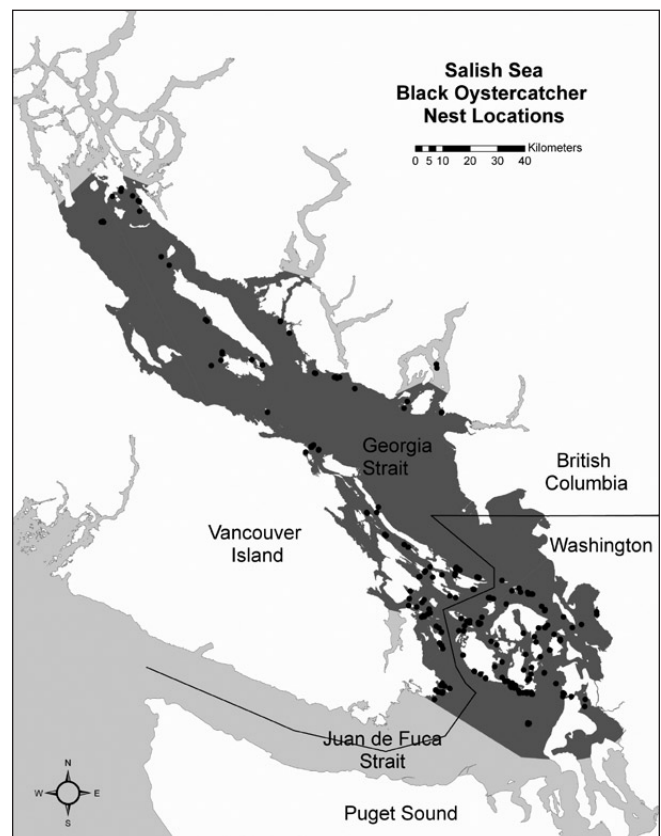 Salish Sea
Black Oystercatcher
Nest Locations
Kilometers
0 5 10 20 30 40
Georgia
Strait
British
Columbia
Vancouver
Island
Washington
Juan de Fuca
Strait
N
W E
S
Puget Sound